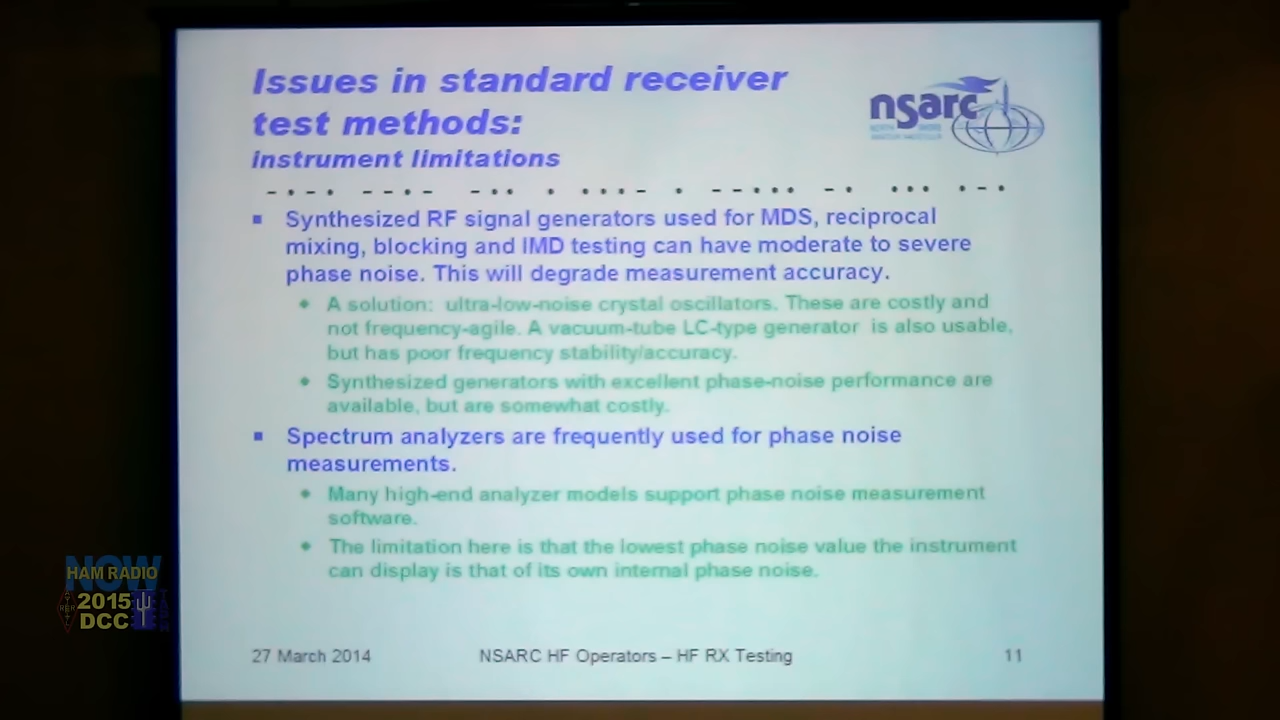 Issues in standard receiver
test methods:
instrument limitations
nsarc
Synthesized RF signal generators used for MDS, reciprocal
mixing, blocking and IMD testing can have moderate to severe
phase noise. This will degrade measurement accuracy.
A solution: ultra-low-noise crystal oscillators. These are costly and
not frequency-agile. A vacuum-tube LC-type generator is also usable,
but has poor frequency stability/accuracy.
Synthesized generators with excellent phase-noise performance are
available, but are somewhat costly.
Spectrum analyzers are frequently used for phase noise
measurements.
Many high-end analyzer models support phase noise measurement
software.
The limitation here is that the lowest phase noise value the instrument
can display is that of its own internal phase noise.
27 March 2014
NSARC HF Operators – HF RX Testing
11
NOW
HAM RADIO
2015
DCC